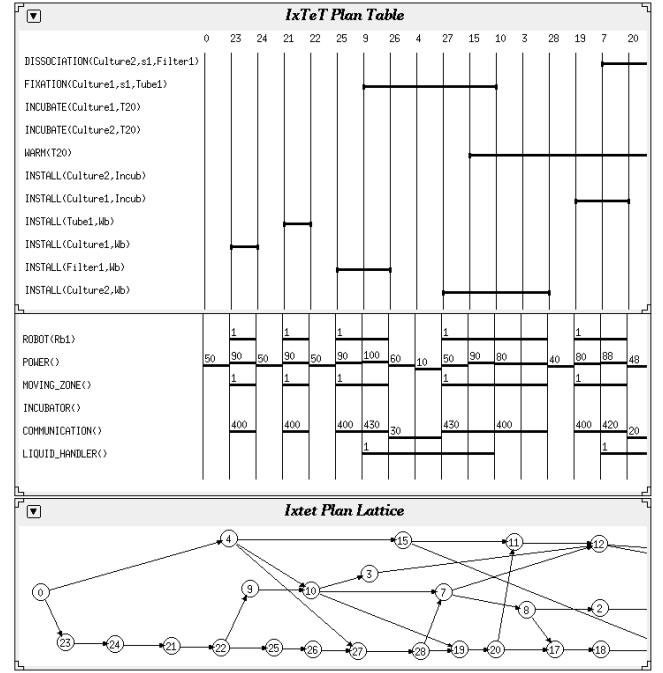 IxTeT Plan Table
0 23 24 21 22 25 9 26 4 27 15 10 3 28 19 7 20
DISSOCIATION(Culture2,s1,Filter1)
FIXATION(Culture1,s1,Tube1)
INCUBATE(Culture1,T20)
INCUBATE(Culture2,T20)
WARM(T20)
INSTALL(Culture2,Incub)
INSTALL(Culture1,Incub)
INSTALL(Tube1,Wb)
INSTALL(Culture1,Wb)
INSTALL(Filter1,Wb)
INSTALL(Culture2,Wb)
ROBOT(Rb1) 1 1 1 1 1
POWER() 50 90 50 90 50 90 100 60 10 50 90 80 40 80 88 48
MOVING_ZONE() 1 1 1 1 1
INCUBATOR()
COMMUNICATION() 400 400 400 430 30 430 400 400 420 20
LIQUID_HANDLER() 1 1
Ixtet Plan Lattice
4 15 11 12
3
0 9 10 7 8 2
23 24 21 22 25 26 27 28 19 20 17 18